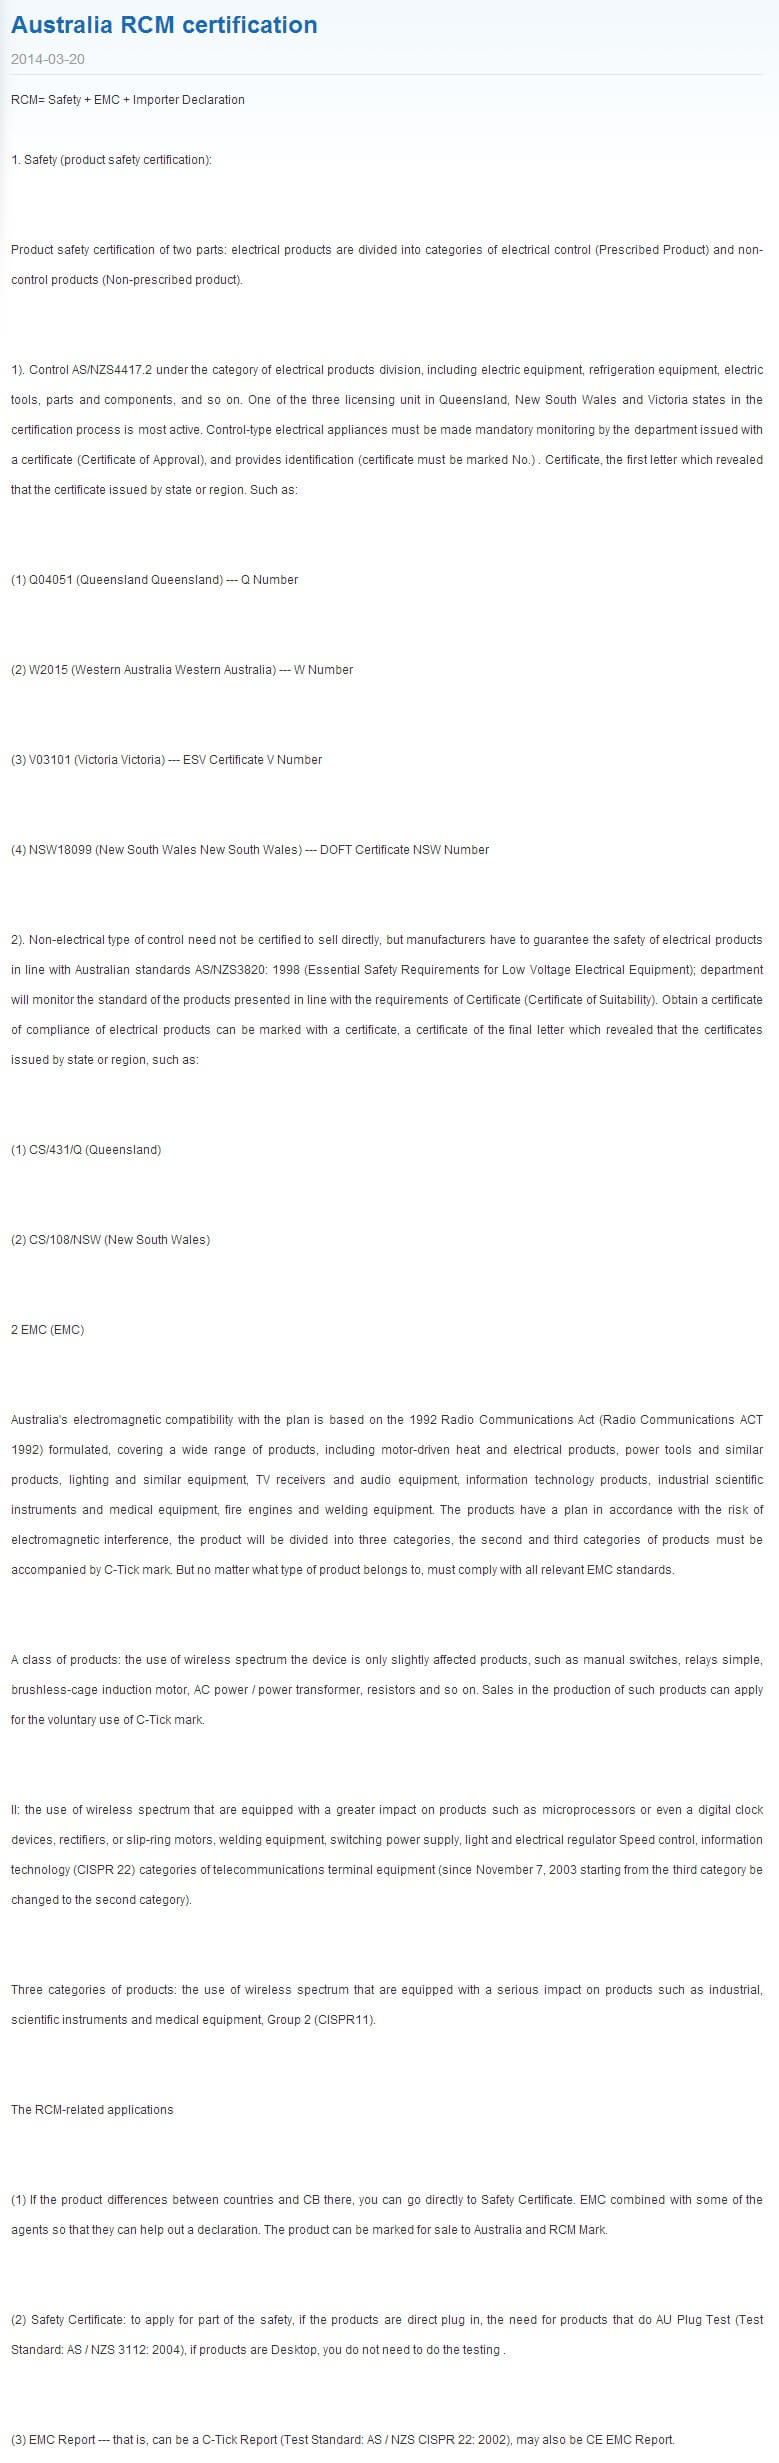 Australia RCM certification
2014-03-20
RCM= Safety + EMC + Importer Declaration
1. Safety (product safety certification):
Product safety certification of two parts: electrical products are divided into categories of electrical control (Prescribed Product) and non-
control products (Non-prescribed product).
1). Control AS/NZS4417.2 under the category of electrical products division, including electric equipment, refrigeration equipment, electric
tools, parts and components, and so on. One of the three licensing unit in Queensland, New South Wales and Victoria states in the
certification process is most active. Control-type electrical appliances must be made mandatory monitoring by the department issued with
a certificate (Certificate of Approval), and provides identification (certificate must be marked No.) . Certificate, the first letter which revealed
that the certificate issued by state or region. Such as:
(1) Q04051 (Queensland Queensland) --- Q Number
(2) W2015 (Western Australia Western Australia) --- W Number
(3) V03101 (Victoria Victoria) --- ESV Certificate V Number
(4) NSW18099 (New South Wales New South Wales) --- DOFT Certificate NSW Number
2). Non-electrical type of control need not be certified to sell directly, but manufacturers have to guarantee the safety of electrical products
in line with Australian standards AS/NZS3820: 1998 (Essential Safety Requirements for Low Voltage Electrical Equipment); department
will monitor the standard of the products presented in line with the requirements of Certificate (Certificate of Suitability). Obtain a certificate
of compliance of electrical products can be marked with a certificate, a certificate of the final letter which revealed that the certificates
issued by state or region, such as:
(1) CS/431/Q (Queensland)
(2) CS/108/NSW (New South Wales)
2 EMC (EMC)
Australia's electromagnetic compatibility with the plan is based on the 1992 Radio Communications Act (Radio Communications ACT
1992) formulated, covering a wide range of products, including motor-driven heat and electrical products, power tools and similar
products, lighting and similar equipment, TV receivers and audio equipment, information technology products, industrial scientific
instruments and medical equipment, fire engines and welding equipment. The products have a plan in accordance with the risk of
electromagnetic interference, the product will be divided into three categories, the second and third categories of products must be
accompanied by C-Tick mark. But no matter what type of product belongs to, must comply with all relevant EMC standards.
A class of products: the use of wireless spectrum the device is only slightly affected products, such as manual switches, relays simple,
brushless-cage induction motor, AC power / power transformer, resistors and so on. Sales in the production of such products can apply
for the voluntary use of C-Tick mark.
II: the use of wireless spectrum that are equipped with a greater impact on products such as microprocessors or even a digital clock
devices, rectifiers, or slip-ring motors, welding equipment, switching power supply, light and electrical regulator Speed control, information
technology (CISPR 22) categories of telecommunications terminal equipment (since November 7, 2003 starting from the third category be
changed to the second category).
Three categories of products: the use of wireless spectrum that are equipped with a serious impact on products such as industrial,
scientific instruments and medical equipment, Group 2 (CISPR11).
The RCM-related applications
(1) If the product differences between countries and CB there, you can go directly to Safety Certificate. EMC combined with some of the
agents so that they can help out a declaration. The product can be marked for sale to Australia and RCM Mark.
(2) Safety Certificate: to apply for part of the safety, if the products are direct plug in, the need for products that do AU Plug Test (Test
Standard: AS / NZS 3112: 2004), if products are Desktop, you do not need to do the testing .
(3) EMC Report --- that is, can be a C-Tick Report (Test Standard: AS / NZS CISPR 22: 2002), may also be CE EMC Report.